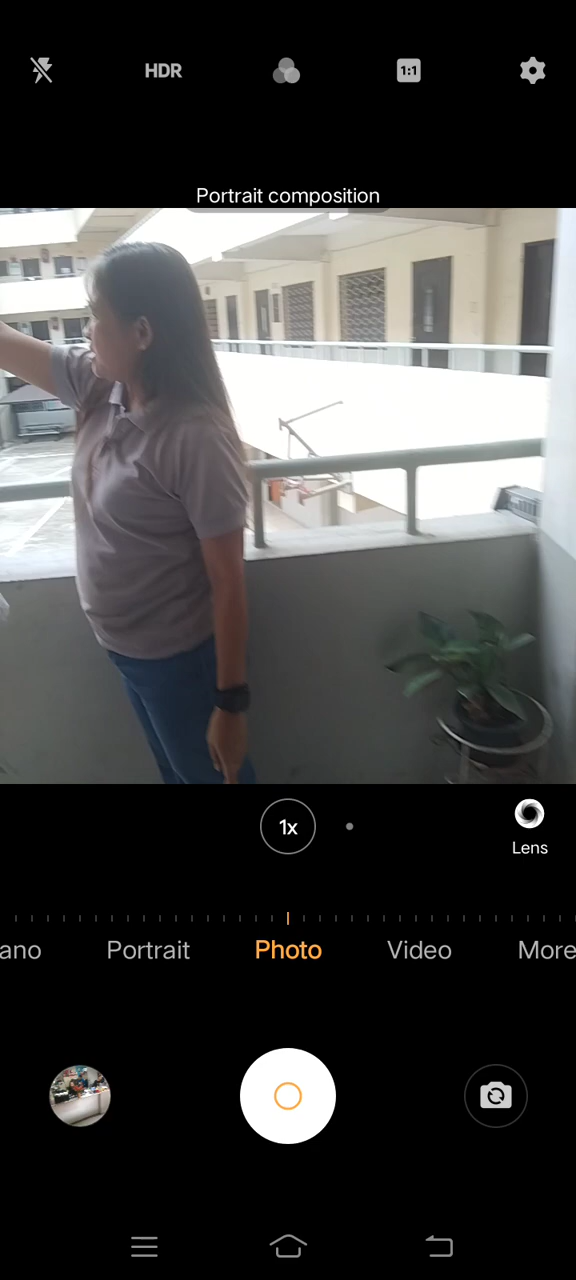 HDR
1:1
Portrait composition
1x
Lens
ano
Portrait
Photo
Video
More